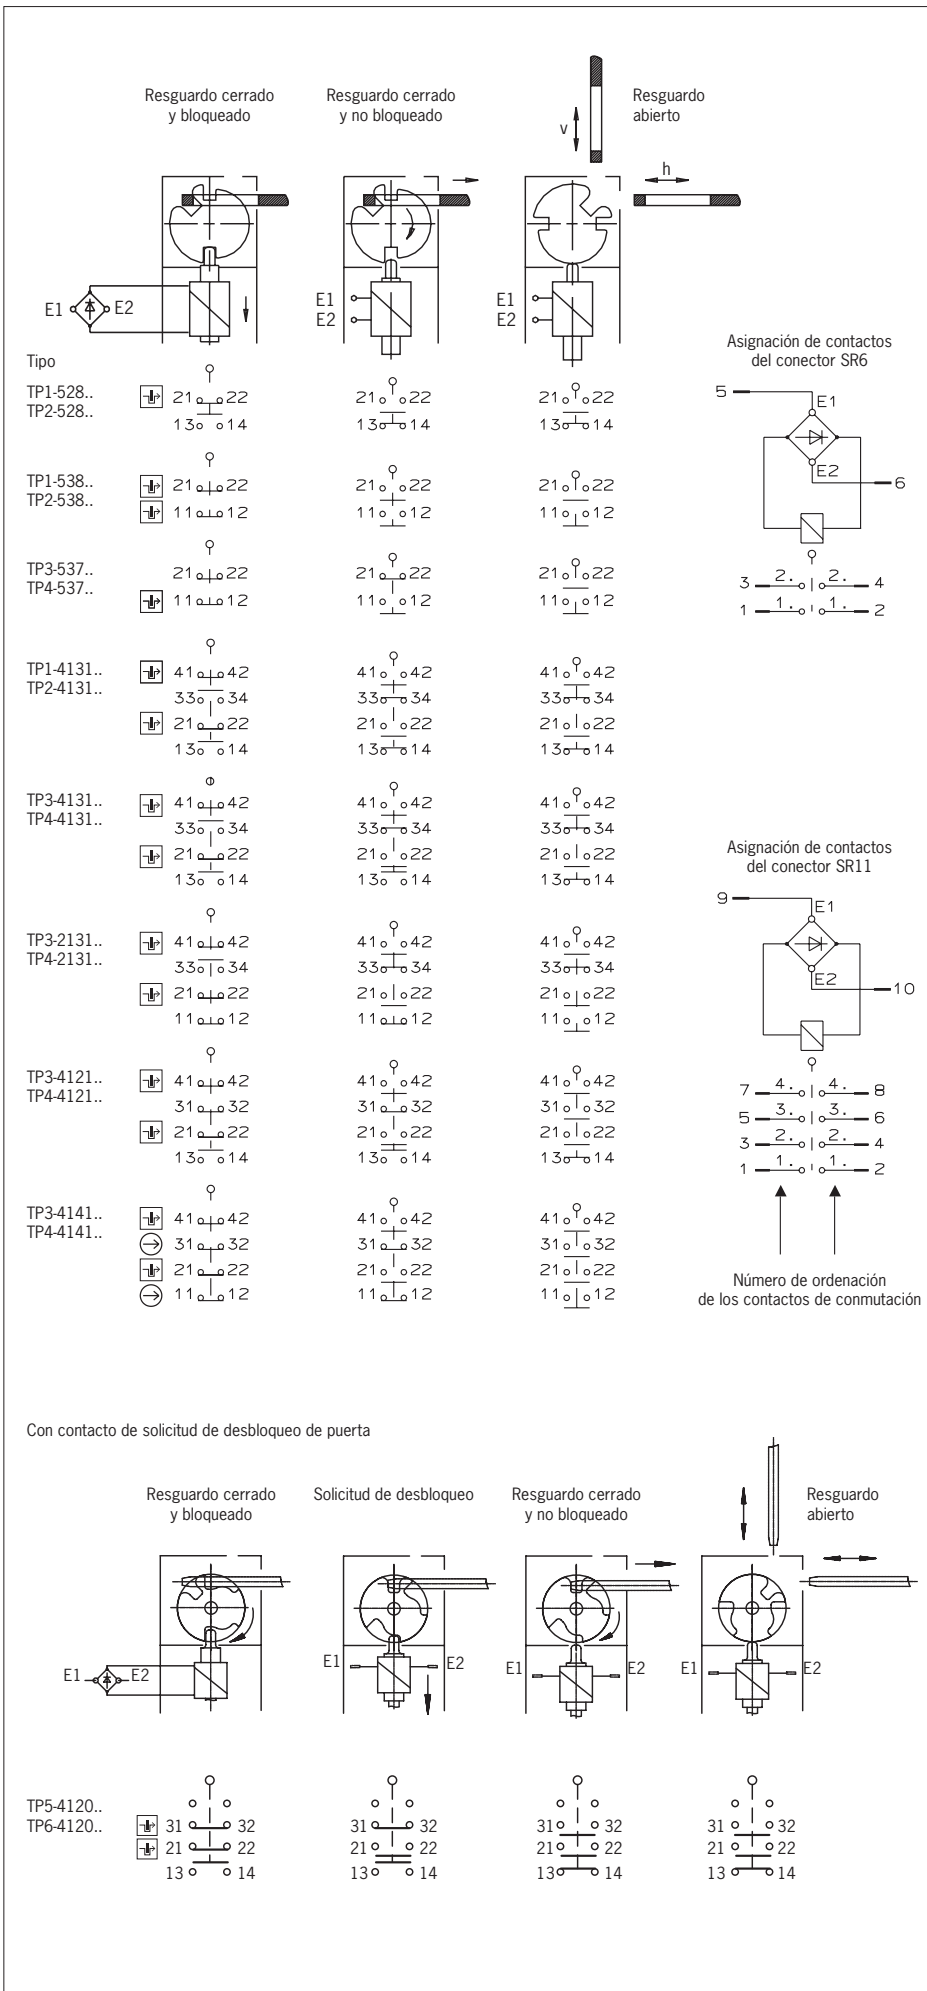 Resguardo cerrado
y bloqueado
Resguardo cerrado
y no bloqueado
Resguardo
abierto
v
h
E1 E2
E1
E2
E1
E2
Tipo
TP1-528..
TP2-528..
21 22 21 22 21 22
13 14 13 14 13 14
TP1-538..
TP2-538..
21 22 21 22 21 22
11 12 11 12 11 12
TP3-537..
TP4-537..
21 22 21 22 21 22
11 12 11 12 11 12
TP1-4131..
TP2-4131..
41 42 41 42 41 42
33 34 33 34 33 34
21 22 21 22 21 22
13 14 13 14 13 14
TP3-4131..
TP4-4131..
41 42 41 42 41 42
33 34 33 34 33 34
21 22 21 22 21 22
13 14 13 14 13 14
TP3-2131..
TP4-2131..
41 42 41 42 41 42
33 34 33 34 33 34
21 22 21 22 21 22
11 12 11 12 11 12
TP3-4121..
TP4-4121..
41 42 41 42 41 42
31 32 31 32 31 32
21 22 21 22 21 22
13 14 13 14 13 14
TP3-4141..
TP4-4141..
41 42 41 42 41 42
31 32 31 32 31 32
21 22 21 22 21 22
11 12 11 12 11 12
Asignación de contactos
del conector SR6
5 E1
E2 6
3 2. 2. 4
1 1. 1. 2
Asignación de contactos
del conector SR11
9 E1
E2 10
7 4. 4. 8
5 3. 3. 6
3 2. 2. 4
1 1. 1. 2
Número de ordenación
de los contactos de conmutación
Con contacto de solicitud de desbloqueo de puerta
Resguardo cerrado
y bloqueado
Solicitud de desbloqueo
Resguardo cerrado
y no bloqueado
Resguardo
abierto
E1 E2 E1 E2 E1 E2 E1 E2
TP5-4120..
TP6-4120..
31 32 31 32 31 32 31 32
21 22 21 22 21 22 21 22
13 14 13 14 13 14 13 14